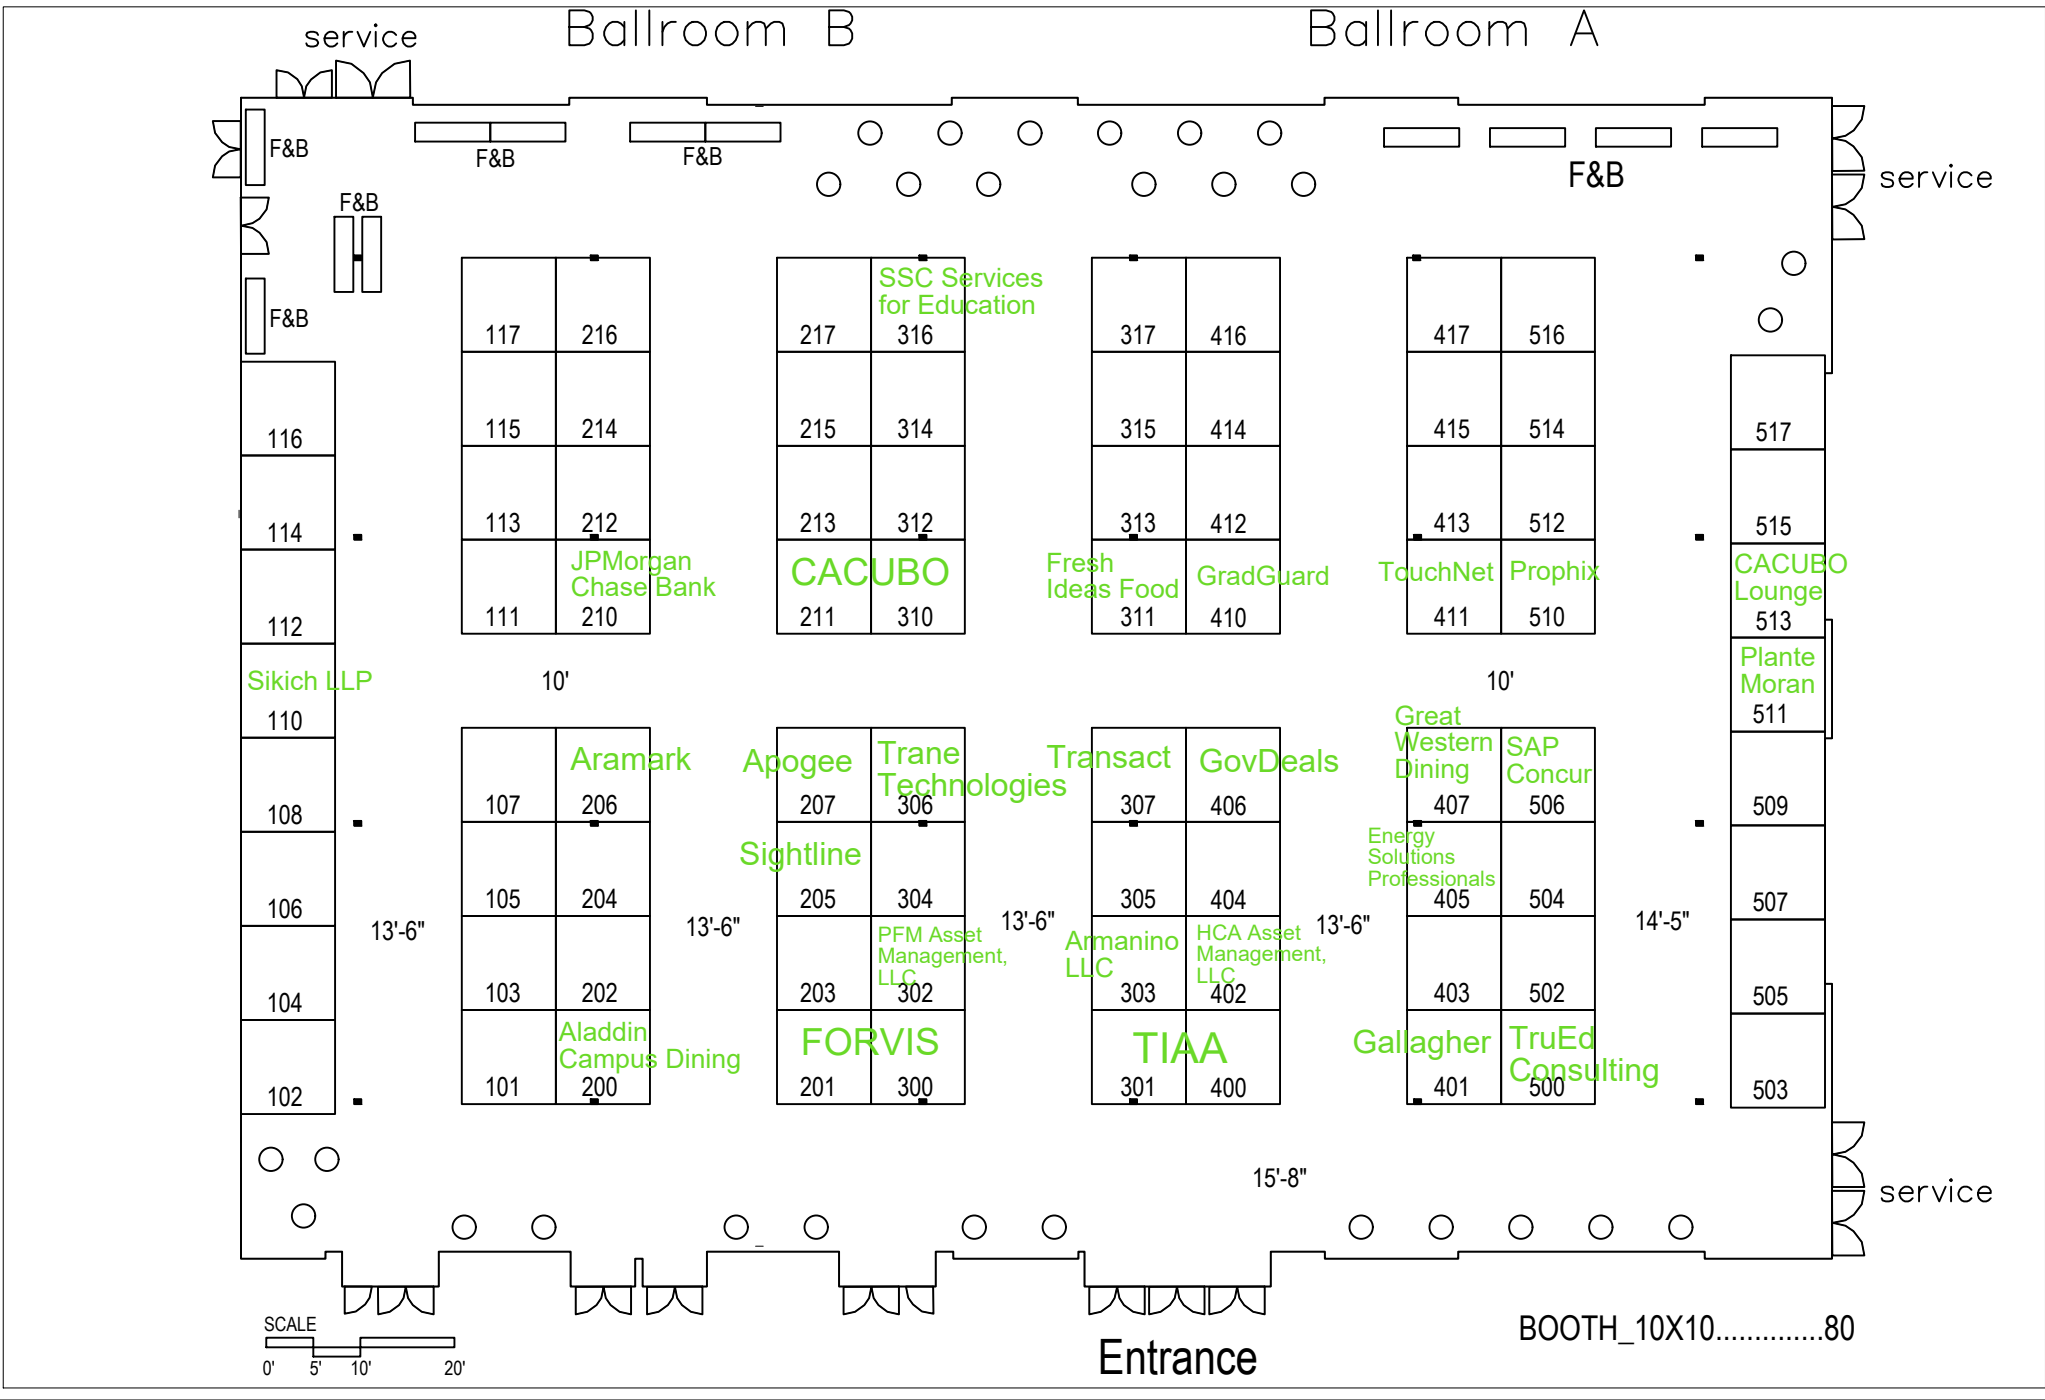 Ballroom B
Ballroom A
service
F&B
F&B
F&B
F&B
service
F&B
F&B
SSC Services
for Education
117
216
217
316
317
416
417
516
116
115
214
215
314
315
414
415
514
517
114
113
212
213
312
313
412
413
512
515
JPMorgan
Chase Bank
CACUBO
Fresh
Ideas Food
GradGuard
TouchNet
Prophix
CACUBO
Lounge
112
111
210
211
310
311
410
411
510
513
Sikich LLP
10'
10'
Plante
Moran
110
511
Aramark
Apogee
Trane
Technologies
Transact
GovDeals
Great
Western
Dining
SAP
Concur
108
107
206
207
306
307
406
407
506
509
Sightline
Energy
Solutions
Professionals
106
105
204
205
304
305
404
405
504
507
13'-6"
13'-6"
13'-6"
13'-6"
14'-5"
PFM Asset
Management,
LLC
Armanino
LLC
HCA Asset
Management,
LLC
104
103
202
203
302
303
402
403
502
505
Aladdin
Campus Dining
FORVIS
TIAA
Gallagher
TruEd
Consulting
102
101
200
201
300
301
400
401
500
503
15'-8"
service
SCALE
0' 5' 10' 20'
Entrance
BOOTH_10X10..............80